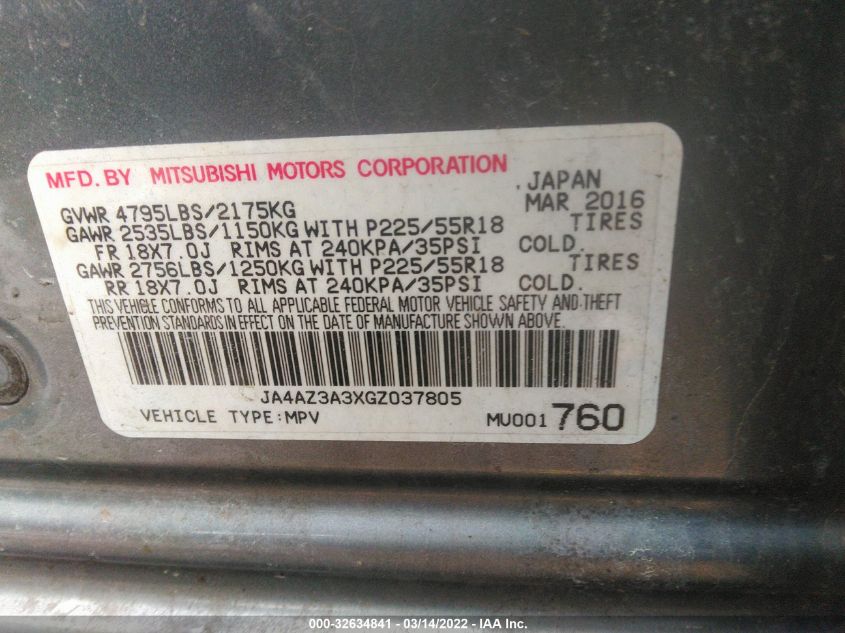 MFD. BY MITSUBISHI MOTORS CORPORATION
.JAPAN
GVWR 4795LBS/2175KG MAR 2016
GAWR 2535LBS/1150KG WITH P225/55R18 TIRES
FR 18X7.0J RIMS AT 240KPA/35PSI COLD.
GAWR 2756LBS/1250KG WITH P225/55R18 TIRES
RR 18X7.0J RIMS AT 240KPA/35PSI COLD.
THIS VEHICLE CONFORMS TO ALL APPLICABLE FEDERAL MOTOR VEHICLE SAFETY AND THEFT
PREVENTION STANDARDS IN EFFECT ON THE DATE OF MANUFACTURE SHOWN ABOVE.
JA4AZ3A3XGZ037805
VEHICLE TYPE:MPV MU001 760
000-32634841 / 03/14/2022 - IAA Inc.